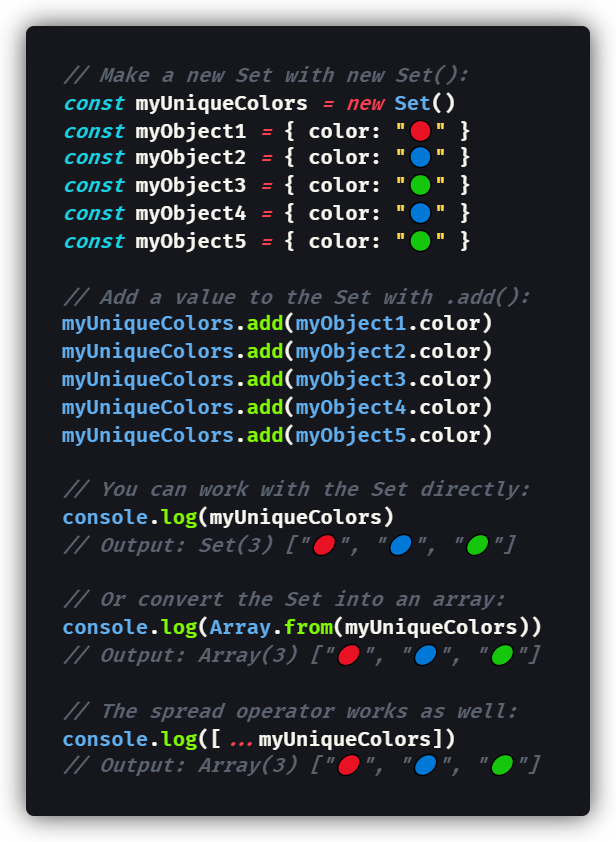 // Make a new Set with new Set():
const myUniqueColors = new Set()
const myObject1 = { color: "🔴" }
const myObject2 = { color: "🔵" }
const myObject3 = { color: "🟢" }
const myObject4 = { color: "🔵" }
const myObject5 = { color: "🟢" }
// Add a value to the Set with .add():
myUniqueColors.add(myObject1.color)
myUniqueColors.add(myObject2.color)
myUniqueColors.add(myObject3.color)
myUniqueColors.add(myObject4.color)
myUniqueColors.add(myObject5.color)
// You can work with the Set directly:
console.log(myUniqueColors)
// Output: Set(3) ["🔴", "🔵", "🟢"]
// Or convert the Set into an array:
console.log(Array.from(myUniqueColors))
// Output: Array(3) ["🔴", "🔵", "🟢"]
// The spread operator works as well:
console.log([...myUniqueColors])
// Output: Array(3) ["🔴", "🔵", "🟢"]